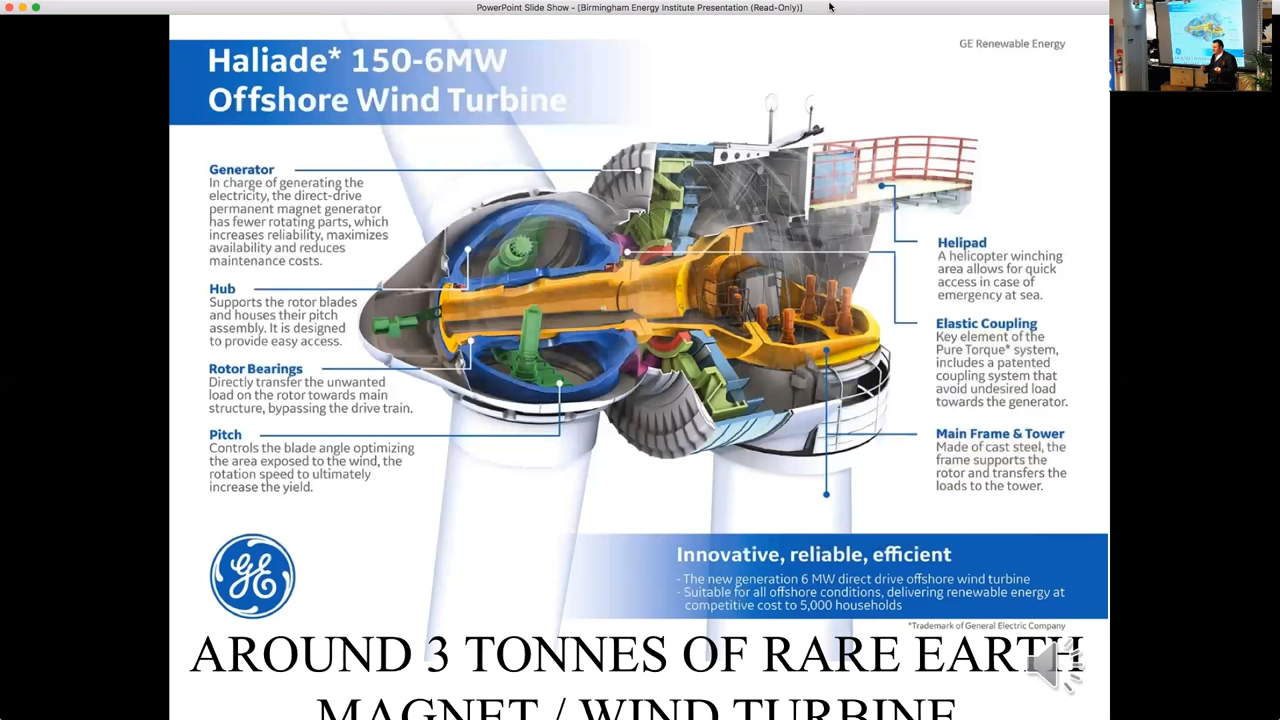 PowerPoint Slide Show - [Birmingham Energy Institute Presentation (Read-Only)]
GE Renewable Energy
Haliade* 150-6MW
Offshore Wind Turbine
Generator
In charge of generating the
electricity, the direct-drive
permanent magnet generator
has fewer rotating parts, which
increases reliability, maximizes
availability and reduces
maintenance costs.
Hub
Supports the rotor blades
and houses their pitch
assembly. It is designed
to provide easy access.
Rotor Bearings
Directly transfer the unwanted
load on the rotor towards main
structure, bypassing the drive train.
Pitch
Controls the blade angle optimizing
the area exposed to the wind, the
rotation speed to ultimately
increase the yield.
Helipad
A helicopter winching
area allows for quick
access in case of
emergency at sea.
Elastic Coupling
Key element of the
Pure Torque* system,
includes a patented
coupling system that
avoid undesired load
towards the generator.
Main Frame & Tower
Made of cast steel, the
frame supports the
rotor and transfers the
loads to the tower.
GE
Innovative, reliable, efficient
- The new generation 6 MW direct drive offshore wind turbine
- Suitable for all offshore conditions, delivering renewable energy at
competitive cost to 5,000 households
*Trademark of General Electric Company
AROUND 3 TONNES OF RARE EARTH
MAGNET / WIND TURBINE